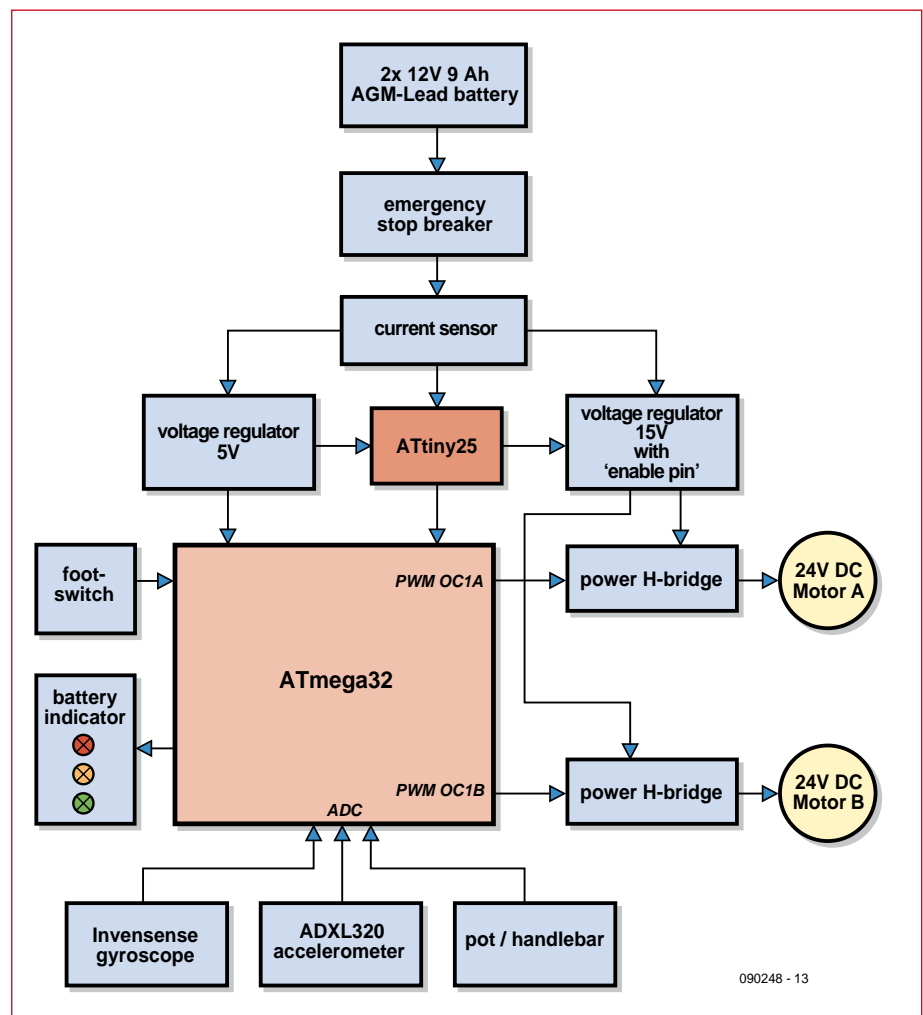 2x 12V 9 Ah
AGM-Lead battery
emergency
stop breaker
current sensor
voltage regulator
5V
ATtiny25
voltage regulator
15V
with
‘enable pin’
foot-
switch
PWM OC1A
power H-bridge
24V DC
Motor A
ATmega32
battery
indicator
PWM OC1B
power H-bridge
24V DC
Motor B
ADC
Invensense
gyroscope
ADXL320
accelerometer
pot / handlebar
090248 - 13